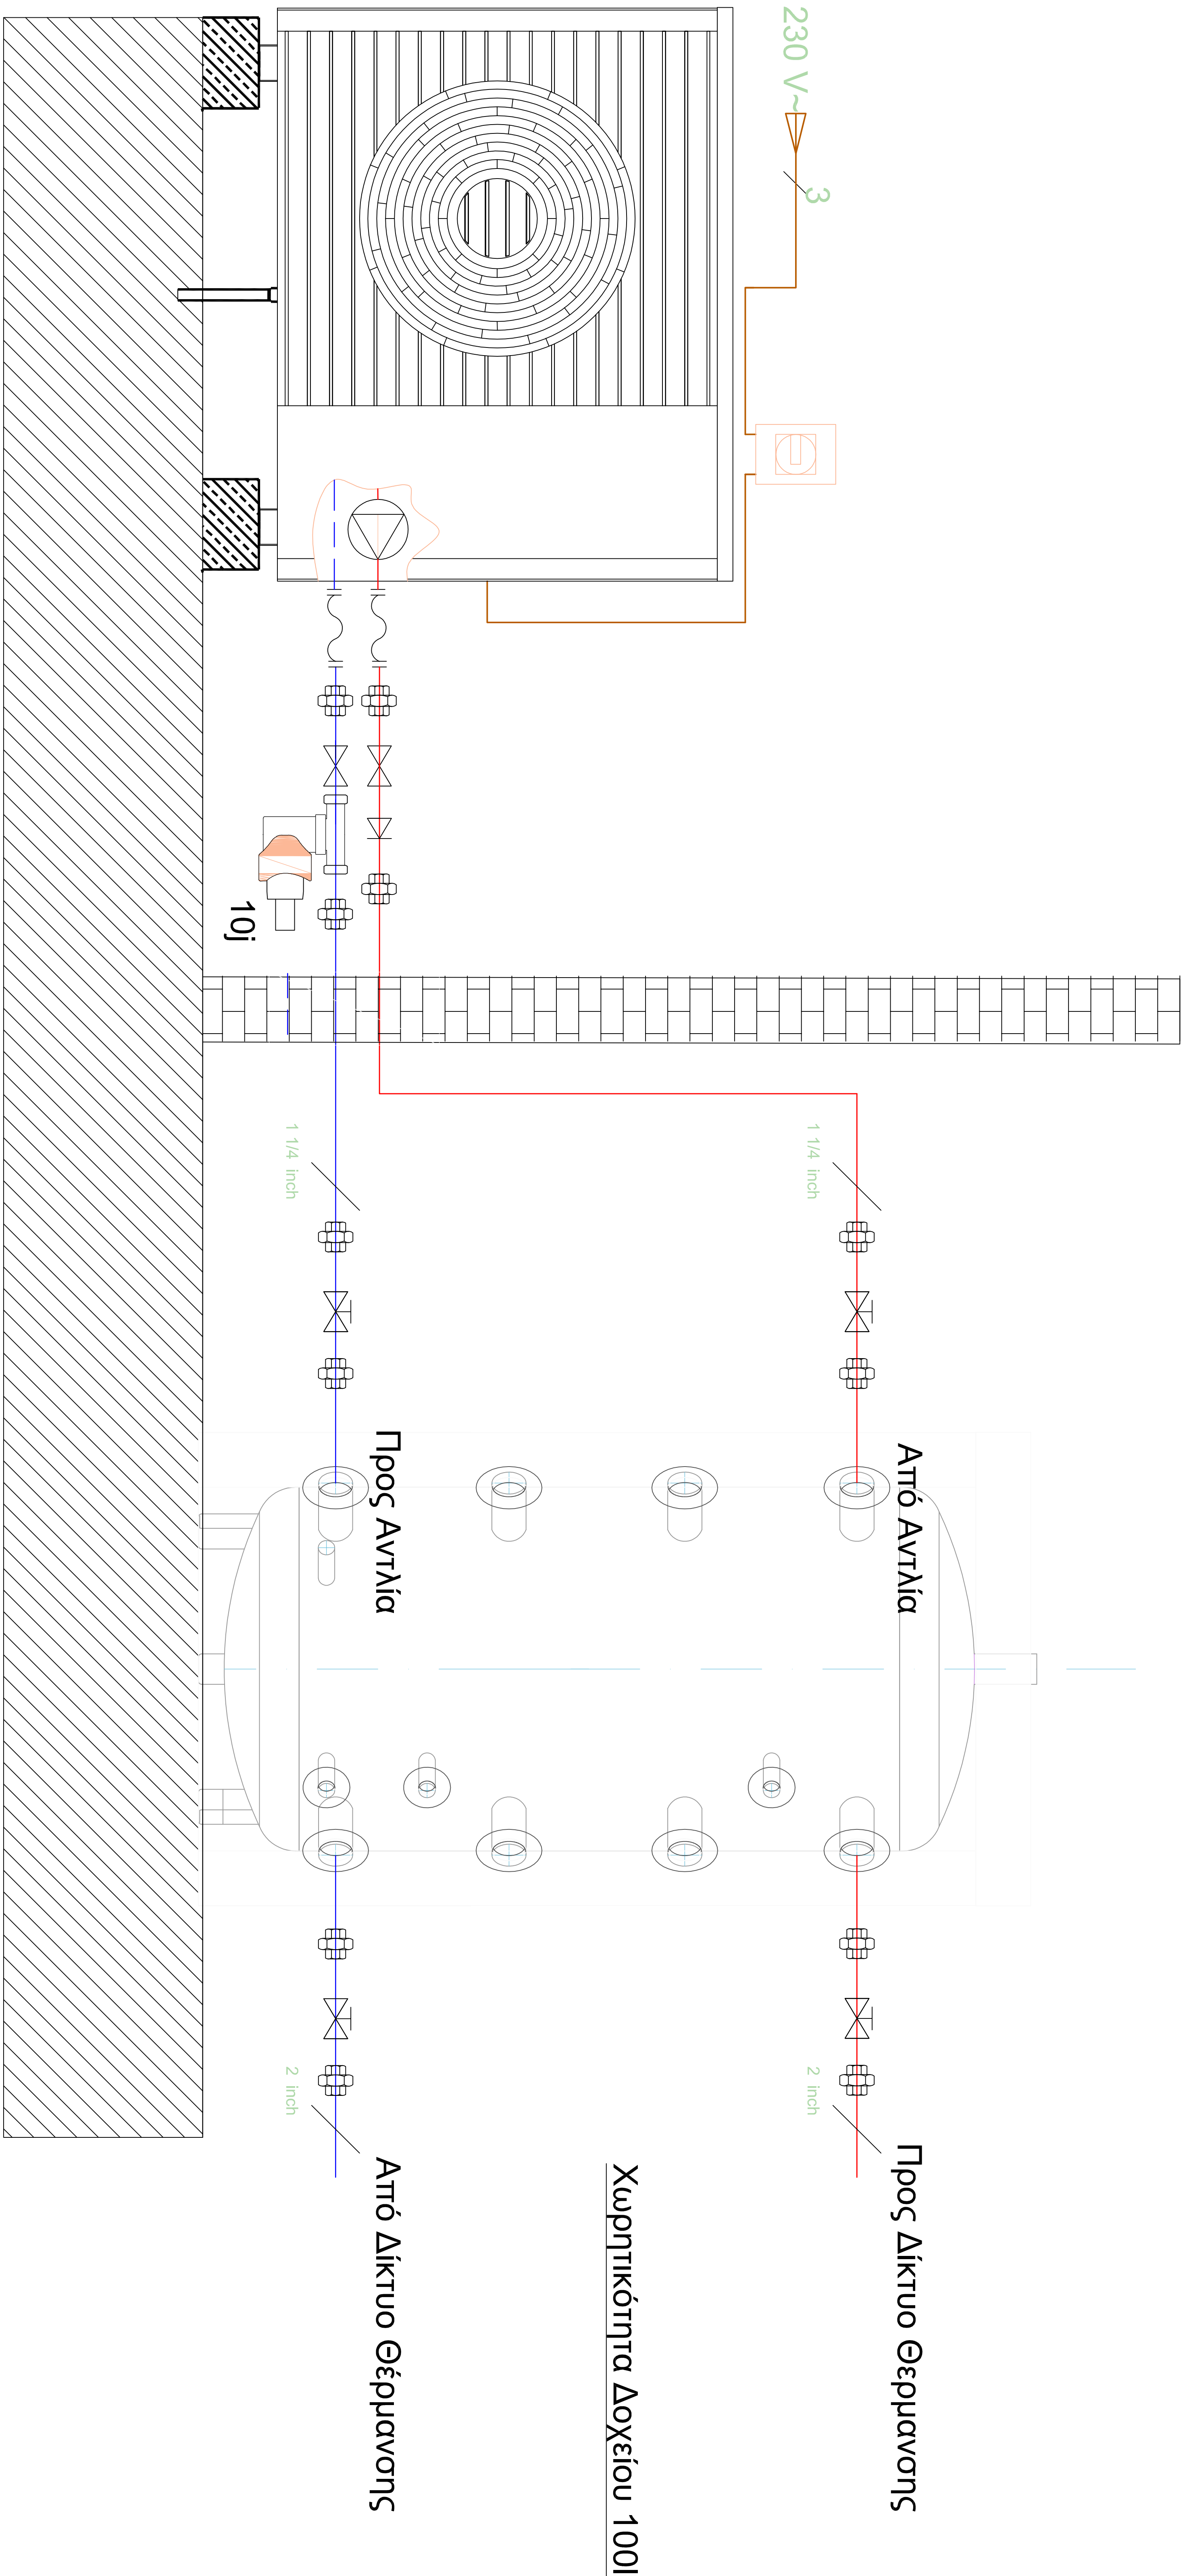 230 V~
3
10j
1 1/4 inch
1 1/4 inch
Από Αντλία
Προς Αντλία
2 inch
2 inch
Προς Δίκτυο Θερμανσης
Από Δίκτυο Θέρμανσης
Χωρητικότητα Δοχείου 100l